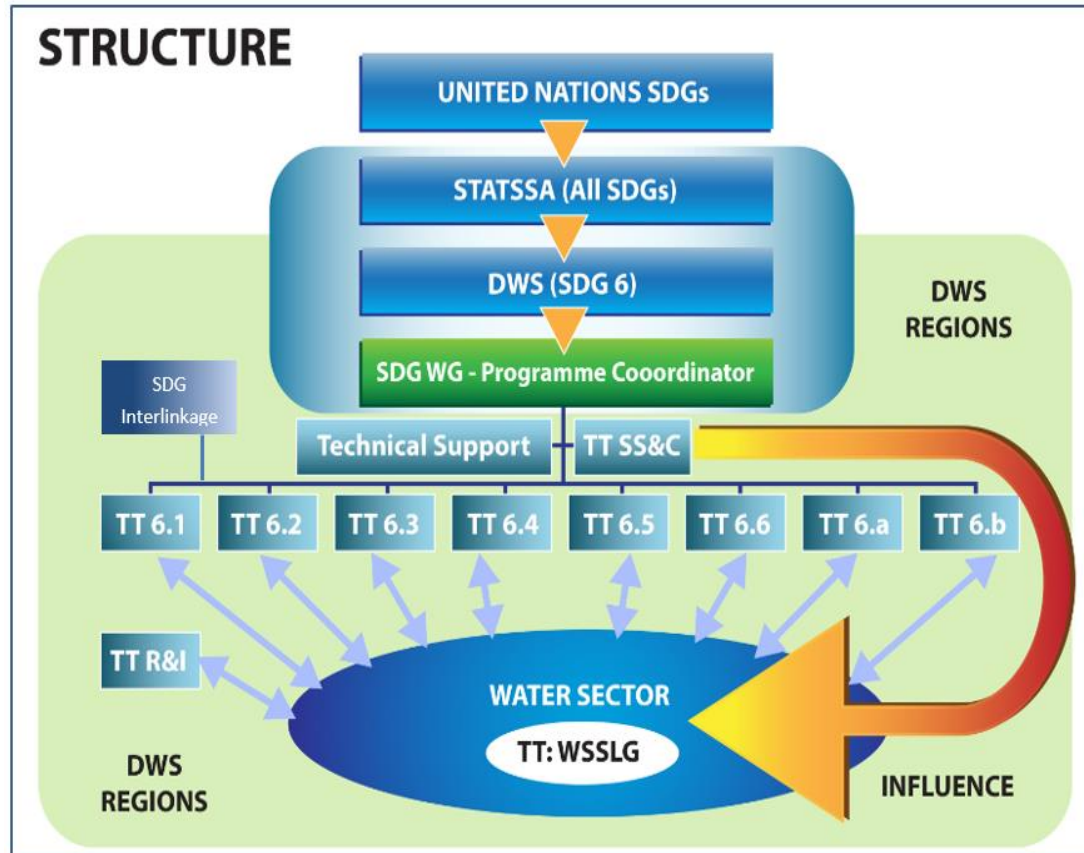 STRUCTURE
UNITED NATIONS SDGs
STATSSA (All SDGs)
DWS (SDG 6)
DWS
REGIONS
SDG WG - Programme Cooordinator
SDG
Interlinkage
Technical Support
TT SS&C
TT 6.1
TT 6.2
TT 6.3
TT 6.4
TT 6.5
TT 6.6
TT 6.a
TT 6.b
TT R&I
WATER SECTOR
TT: WSSLG
DWS
REGIONS
INFLUENCE